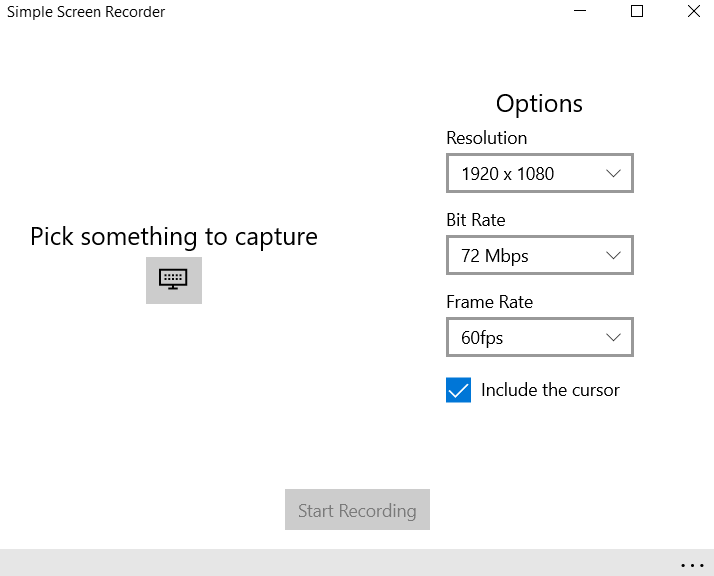 Simple Screen Recorder
Options
Resolution
1920 x 1080
Bit Rate
72 Mbps
Frame Rate
60fps
Include the cursor
Pick something to capture
Start Recording